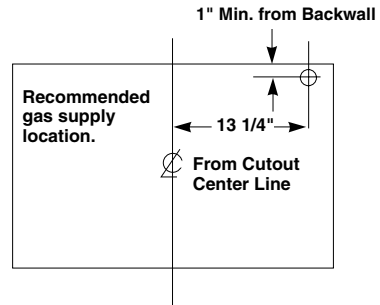 1" Min. from Backwall
Recommended
gas supply
location.
13 1/4"
From Cutout
Center Line